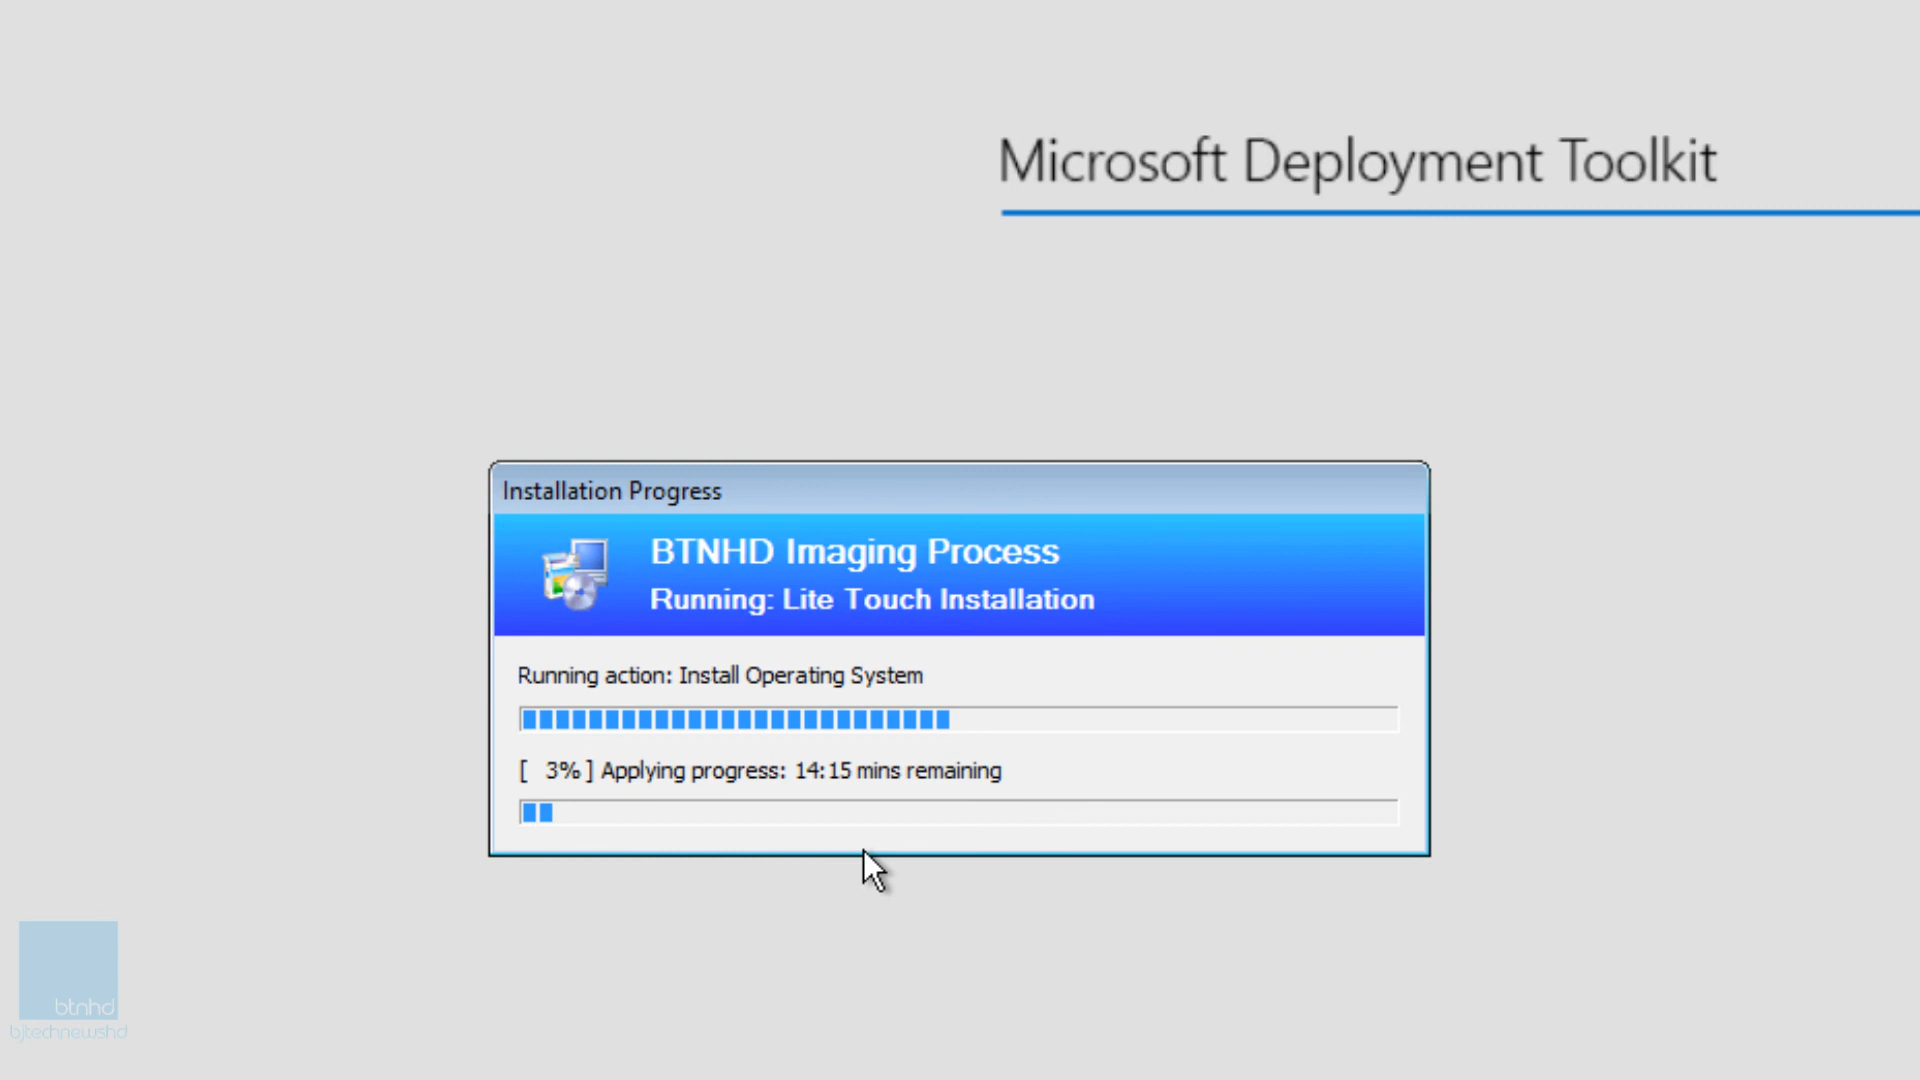 Microsoft Deployment Toolkit
Installation Progress
BTNHD Imaging Process
Running: Lite Touch Installation
Running action: Install Operating System
[ 3% ] Applying progress: 14:15 mins remaining
btnhd
bjtechnewshd